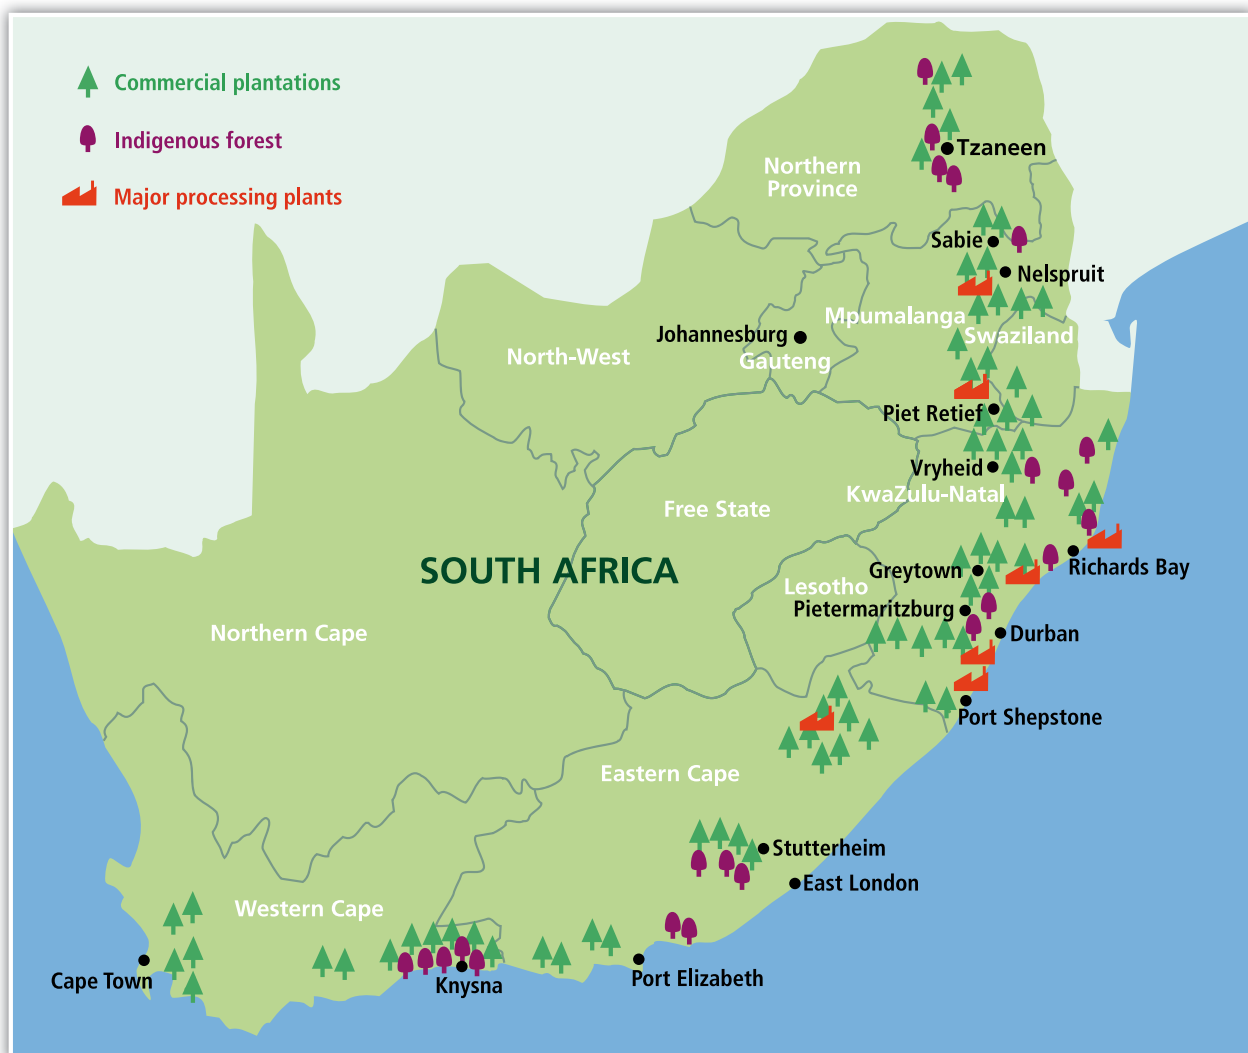 Commercial plantations
Indigenous forest
Major processing plants
Tzaneen
Northern
Province
Sabie
Nelspruit
Mpumalanga
Swaziland
Johannesburg
Gauteng
North-West
Piet Retief
Vryheid
KwaZulu-Natal
Free State
SOUTH AFRICA
Richards Bay
Greytown
Lesotho
Pietermaritzburg
Durban
Northern Cape
Port Shepstone
Eastern Cape
Stutterheim
East London
Western Cape
Cape Town
Knysna
Port Elizabeth